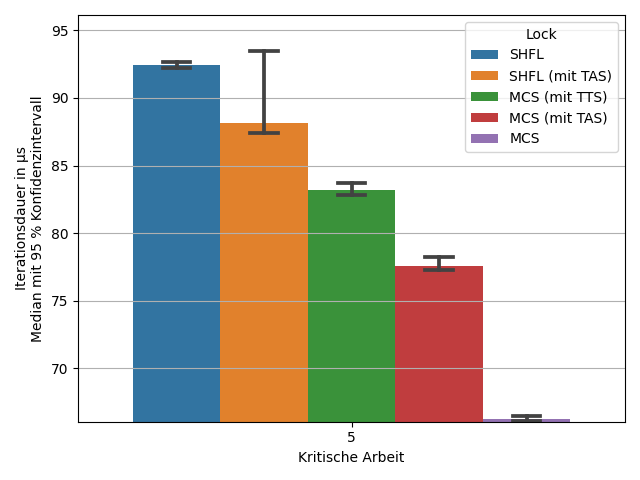 95
90
85
80
75
70
Iterationsdauer in µs
Median mit 95 % Konfidenzintervall
Lock
SHFL
SHFL (mit TAS)
MCS (mit TTS)
MCS (mit TAS)
MCS
5
Kritische Arbeit